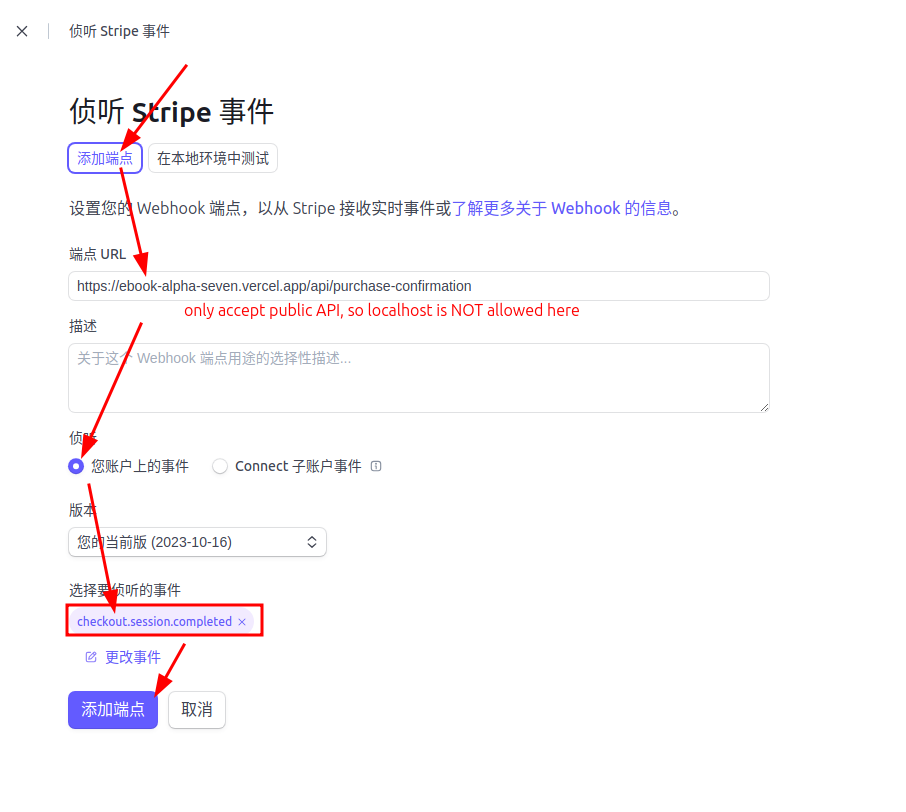 侦听 Stripe 事件
侦听 Stripe 事件
添加端点 在本地环境中测试
设置您的 Webhook 端点，以从 Stripe 接收实时事件或了解更多关于 Webhook 的信息。
端点 URL
https://ebook-alpha-seven.vercel.app/api/purchase-confirmation
only accept public API, so localhost is NOT allowed here
描述
关于这个 Webhook 端点用途的选择性描述...
侦听
您账户上的事件 Connect 子账户事件
版本
您的当前版 (2023-10-16)
选择要侦听的事件
checkout.session.completed
更改事件
添加端点 取消